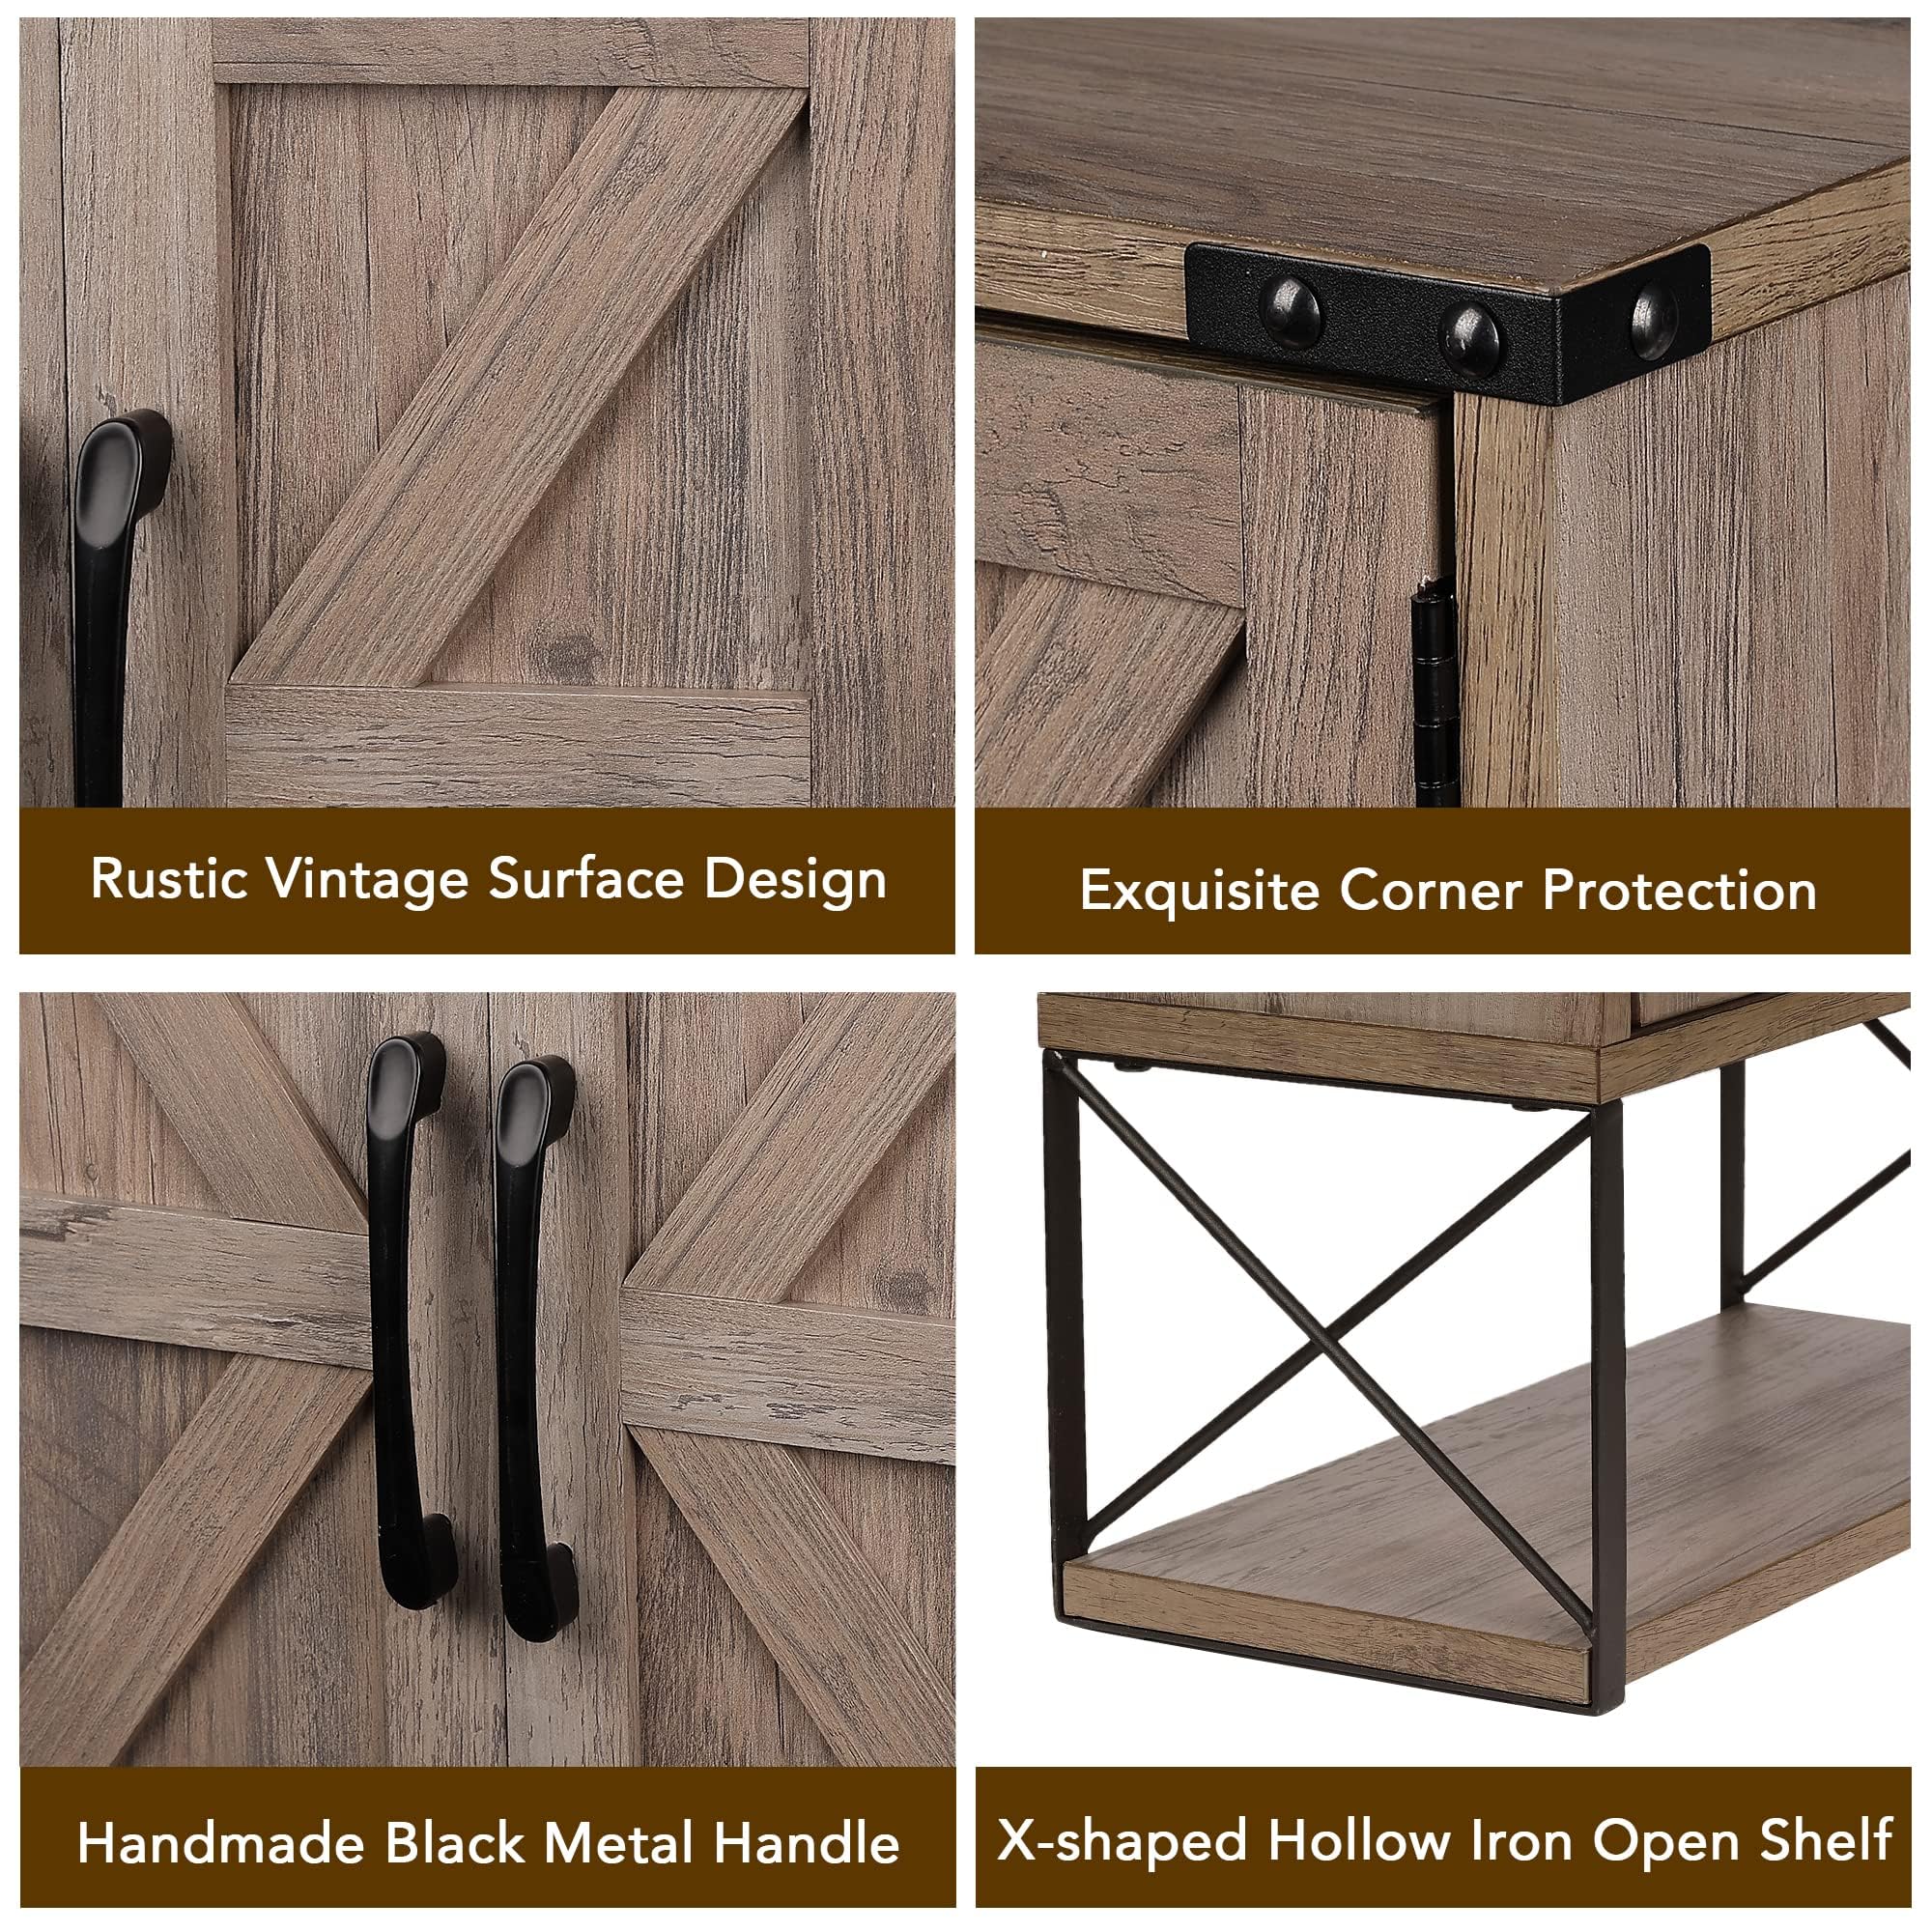 Rustic Vintage Surface Design
Exquisite Corner Protection
Handmade Black Metal Handle
X-shaped Hollow Iron Open Shelf